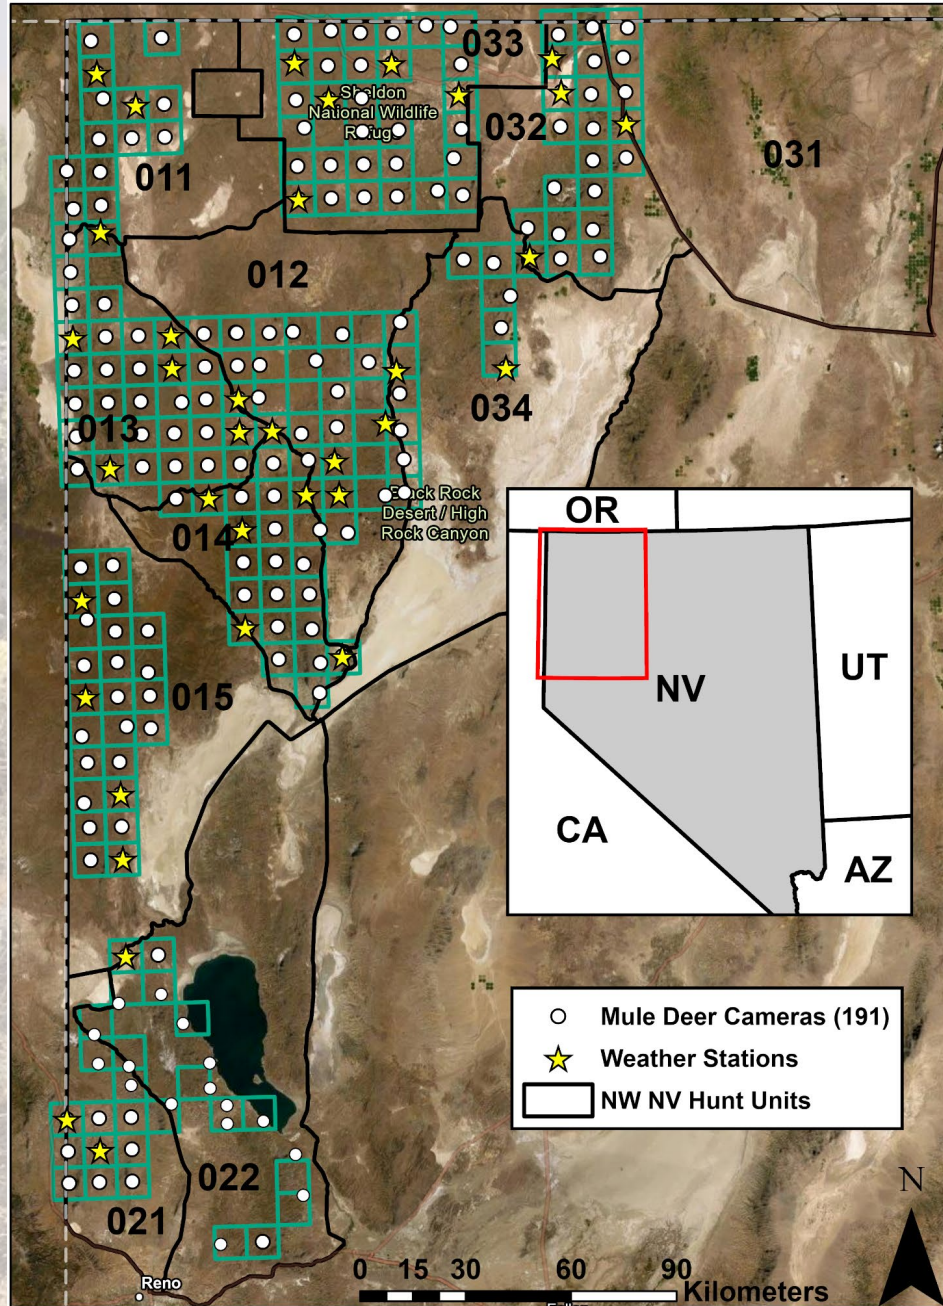 033
Sheldon
National Wildlife
Refuge
032
031
011
012
034
013
Black Rock
Desert / High
Rock Canyon
014
OR
015
NV
UT
CA
AZ
Mule Deer Cameras (191)
Weather Stations
NW NV Hunt Units
022
N
021
Reno
0 15 30 60 90
Kilometers